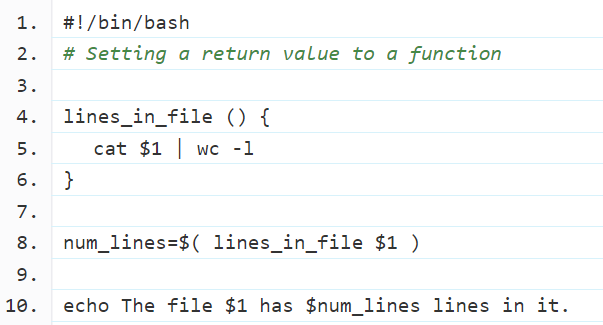 1. #!/bin/bash
2. # Setting a return value to a function
3.
4. lines_in_file () {
5.   cat $1 | wc -l
6. }
7.
8. num_lines=$( lines_in_file $1 )
9.
10. echo The file $1 has $num_lines lines in it.